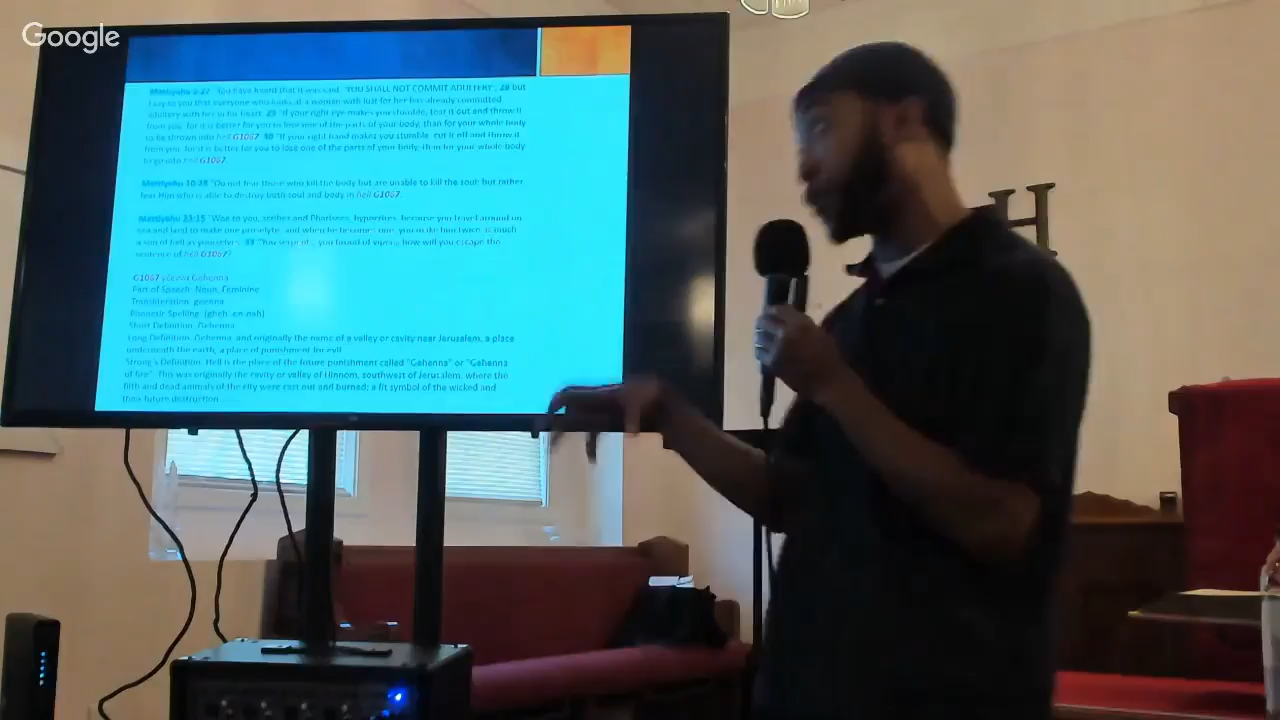 Google
Mattiyahu 5:27 "You have heard that it was said, 'YOU SHALL NOT COMMIT ADULTERY'; 28 but
I say to you that everyone who looks at a woman with lust for her has already committed
adultery with her in his heart. 29 "If your right eye makes you stumble, tear it out and throw it
from you; for it is better for you to lose one of the parts of your body, than for your whole body
to be thrown into hell G1067. 30 "If your right hand makes you stumble, cut it off and throw it
from you; for it is better for you to lose one of the parts of your body, than for your whole body
to go into hell G1067.
Mattiyahu 10:28 "Do not fear those who kill the body but are unable to kill the soul; but rather
fear Him who is able to destroy both soul and body in hell G1067.
Mattiyahu 23:15 "Woe to you, scribes and Pharisees, hypocrites, because you travel around on
sea and land to make one proselyte; and when he becomes one, you make him twice as much
a son of hell as yourselves. 33 "You serpents, you brood of vipers, how will you escape the
sentence of hell G1067?
G1067 γέεννα Gehenna
Part of Speech: Noun, Feminine
Transliteration: geenna
Phonetic Spelling: (gheh'-en-nah)
Short Definition: Gehenna
Long Definition: Gehenna, and originally the name of a valley or cavity near Jerusalem, a place
underneath the earth, a place of punishment for evil.
Strong's Definition: Hell is the place of the future punishment called "Gehenna" or "Gehenna
of fire". This was originally the cavity or valley of Hinnom, southwest of Jerusalem, where the
filth and dead animals of the city were cast out and burned; a fit symbol of the wicked and
their future destruction
H